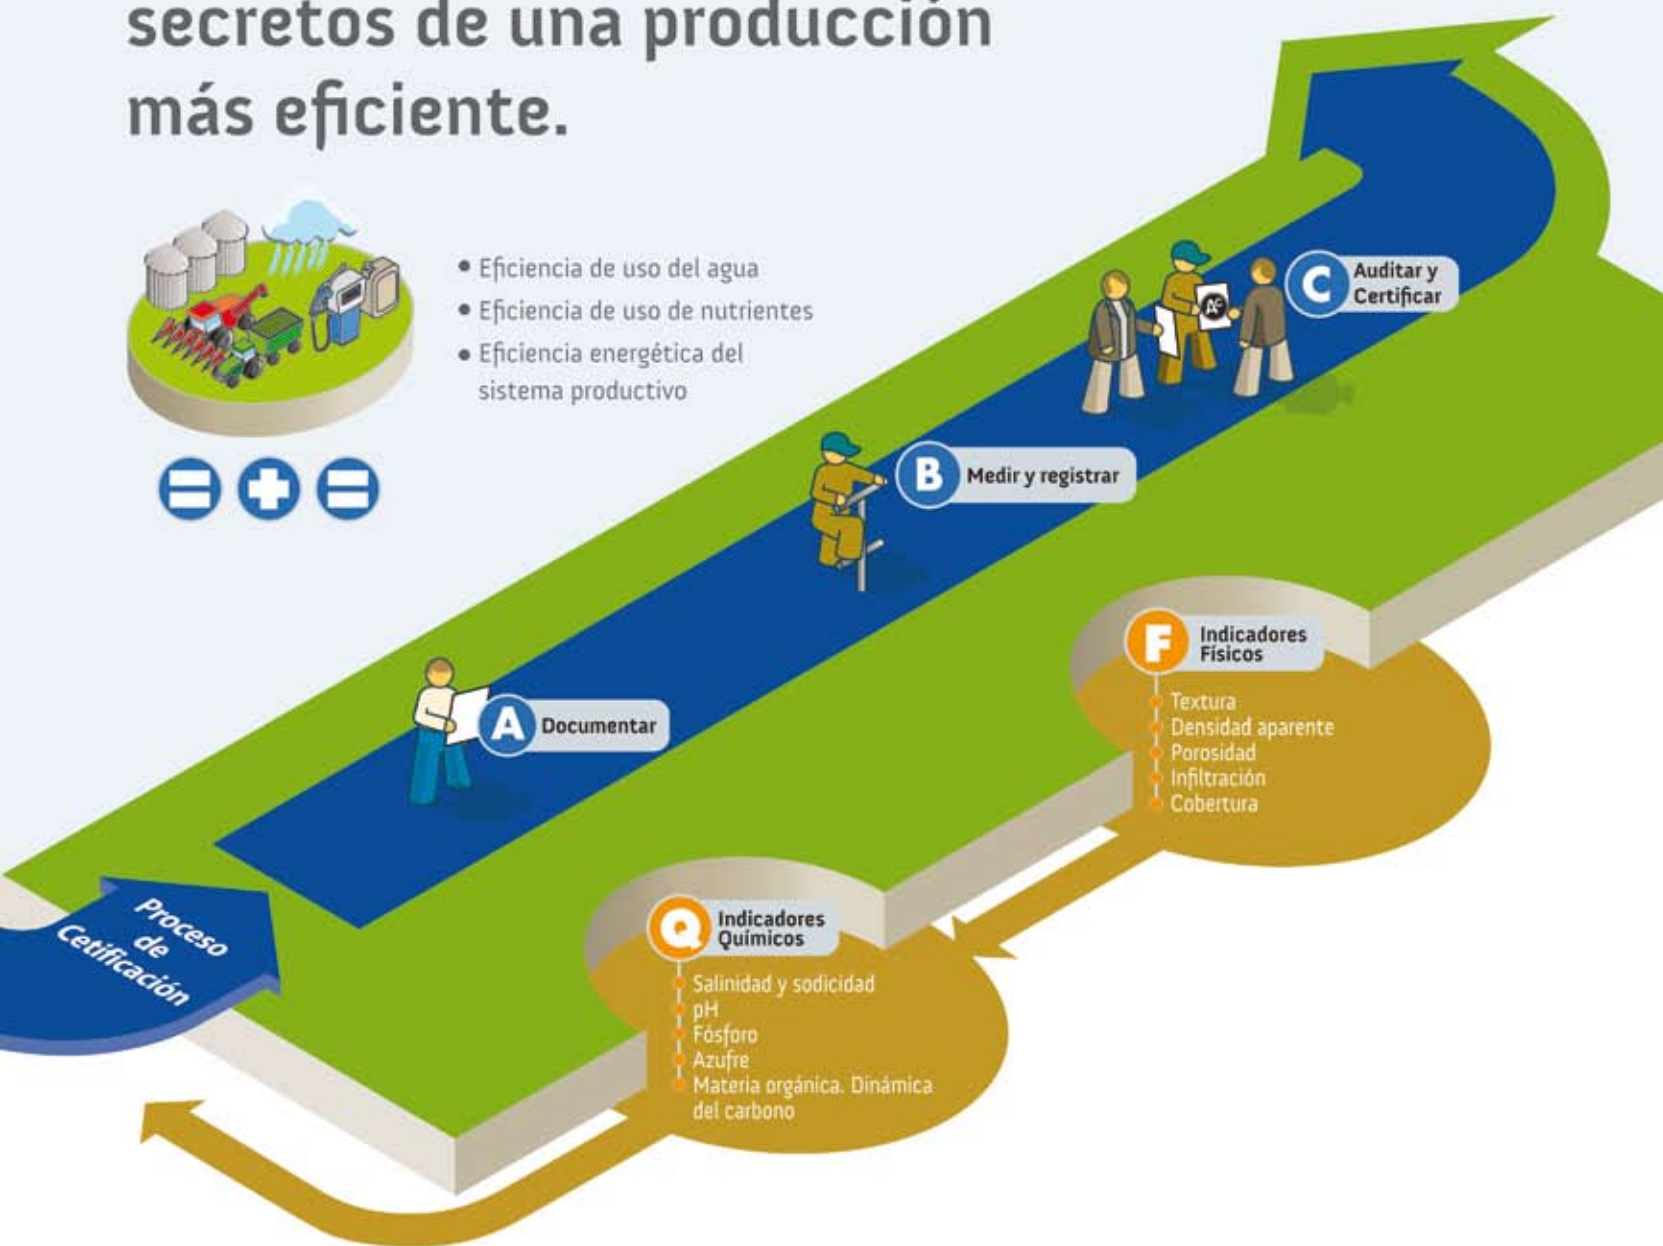 secretos de una producción
más eficiente.
• Eficiencia de uso del agua
• Eficiencia de uso de nutrientes
• Eficiencia energética del
sistema productivo
C
Auditar y
Certificar
AC
B
Medir y registrar
A
Documentar
F
Indicadores
Físicos
Textura
Densidad aparente
Porosidad
Infiltración
Cobertura
Proceso
de
Cetificación
Q
Indicadores
Químicos
Salinidad y sodicidad
pH
Fósforo
Azufre
Materia orgánica. Dinámica
del carbono